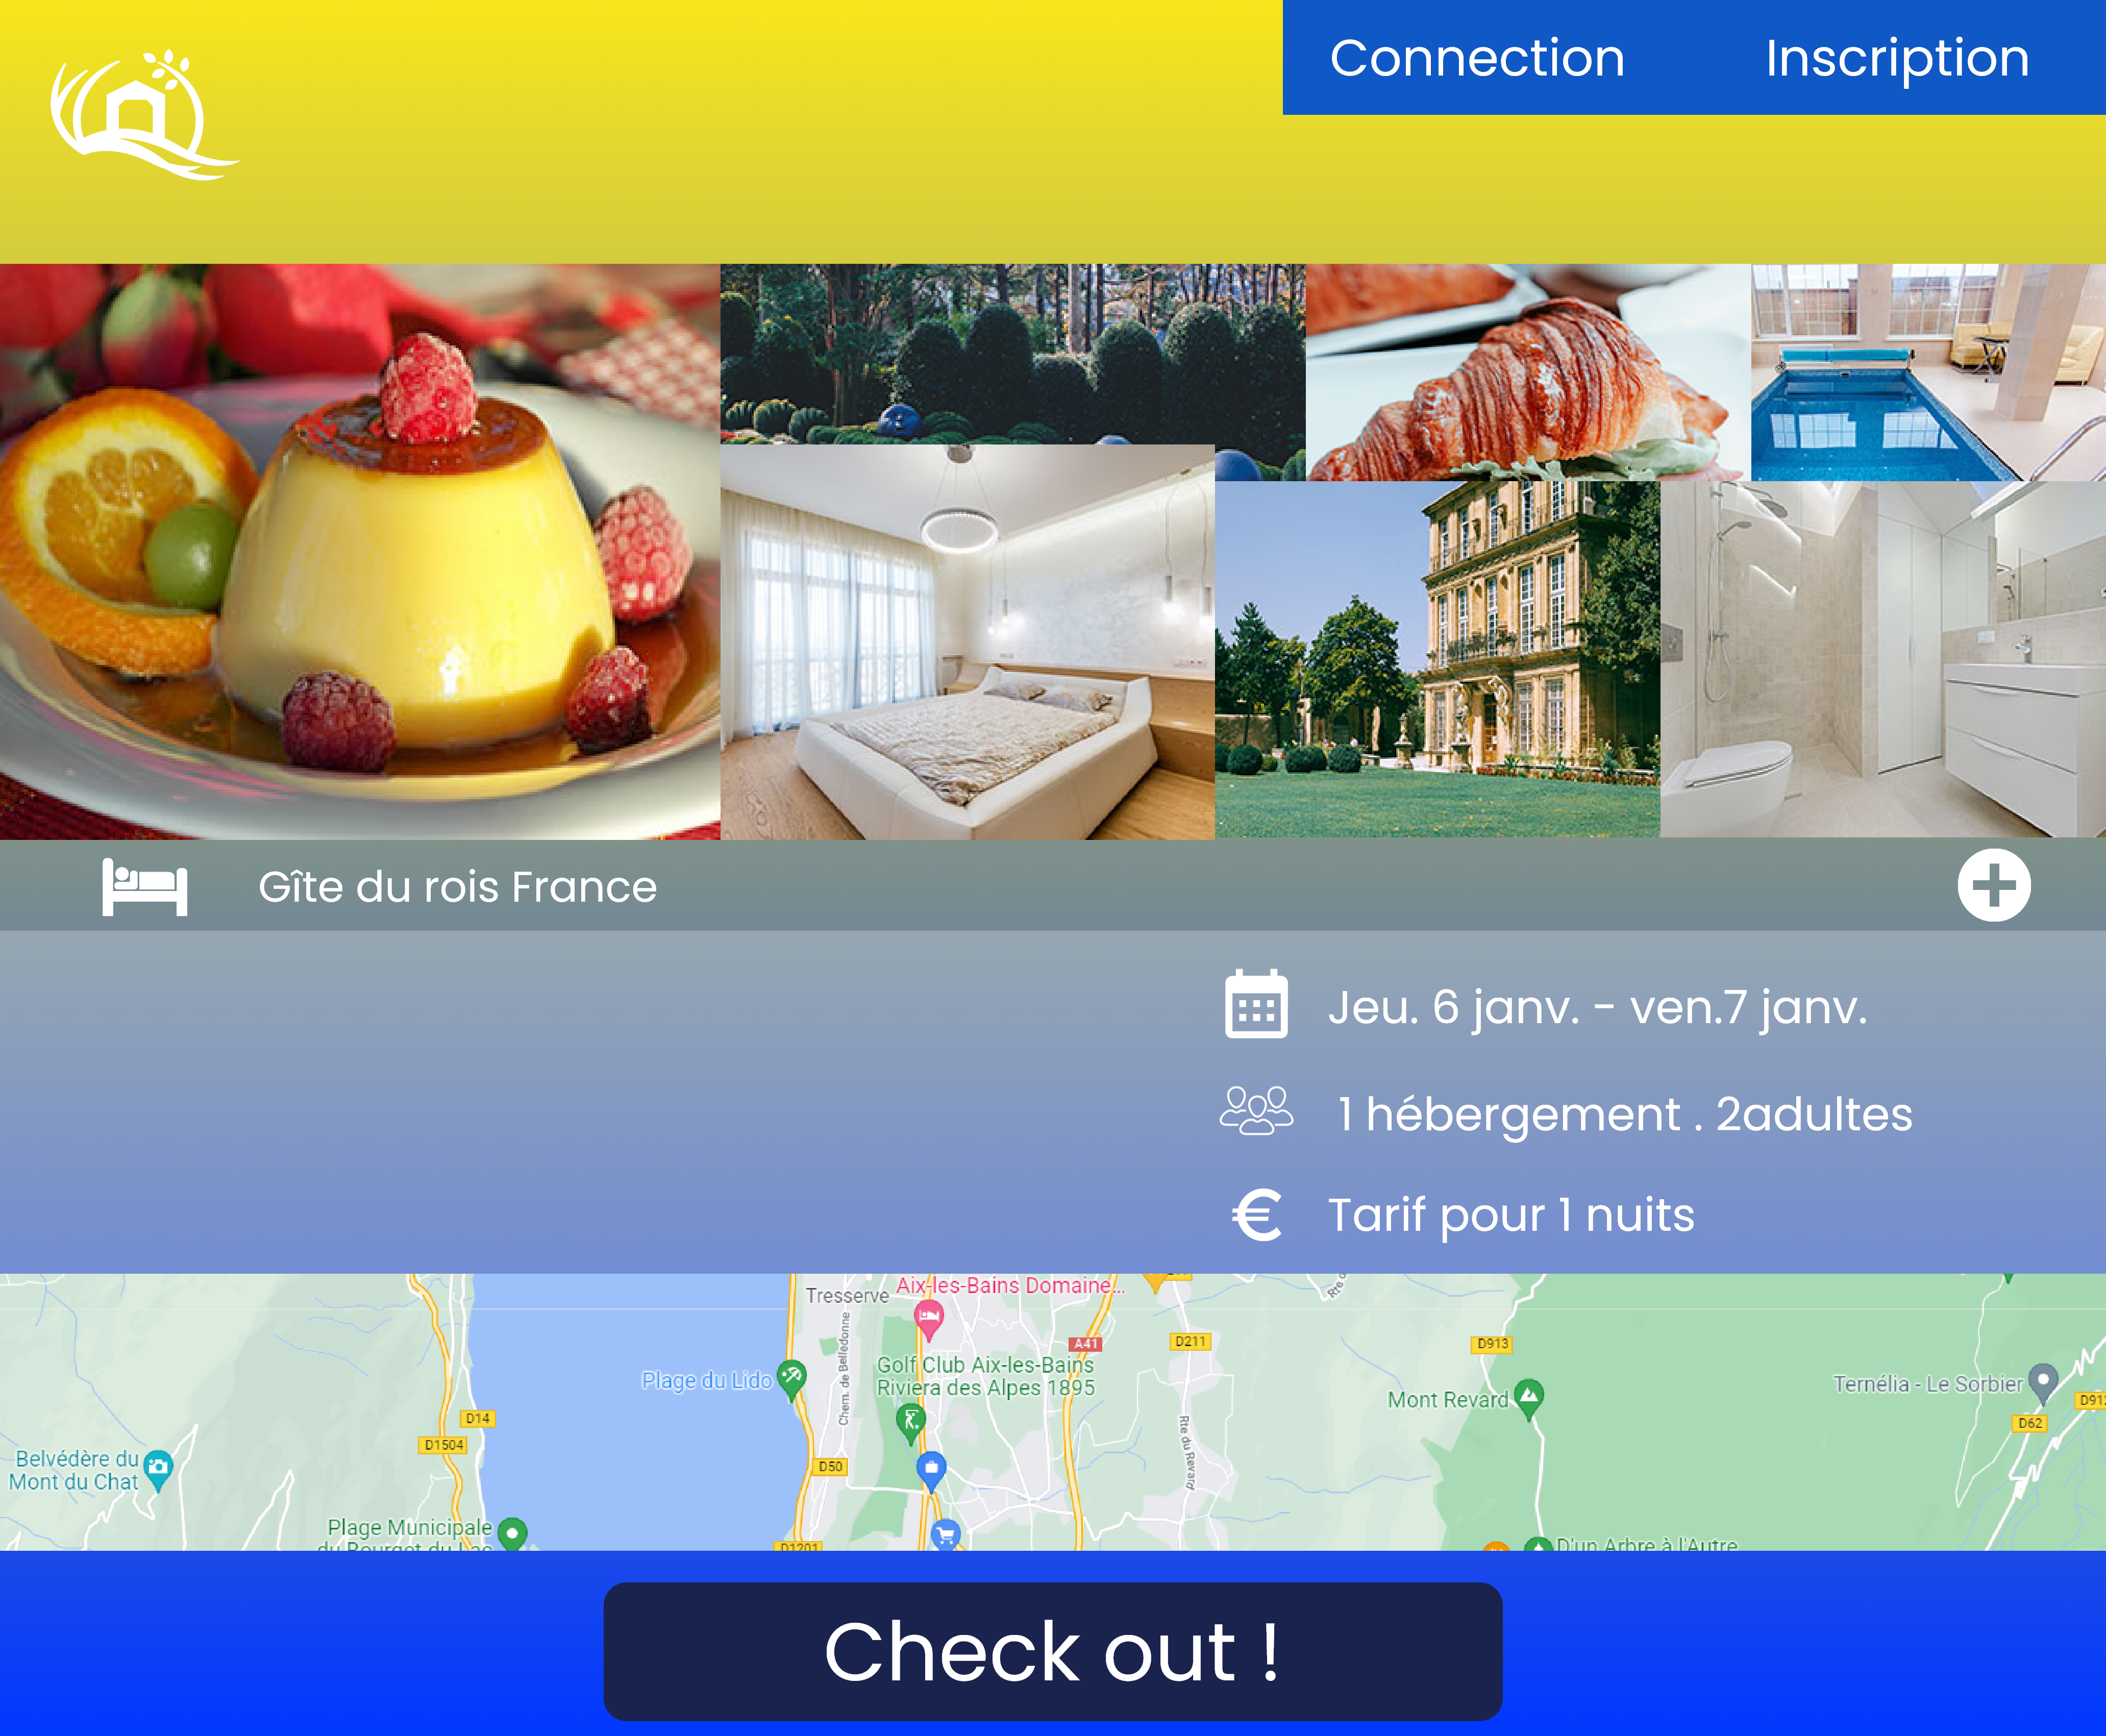 Connection Inscription
Gîte du rois France
Jeu. 6 janv. - ven.7 janv.
1 hébergement . 2adultes
€ Tarif pour 1 nuits
Tresserve
Aix-les-Bains Domaine...
Rte d
A41
D211
D913
Chem. de Belledonne
Golf Club Aix-les-Bains
Riviera des Alpes 1895
Plage du Lido
Mont Revard
Ternélia - Le Sorbier
D912
D14
D62
D1504
D50
Rte du Revard
Belvédère du
Mont du Chat
Plage Municipale
du Bourget du Lac
D1201
D'un Arbre à l'Autre
Check out !